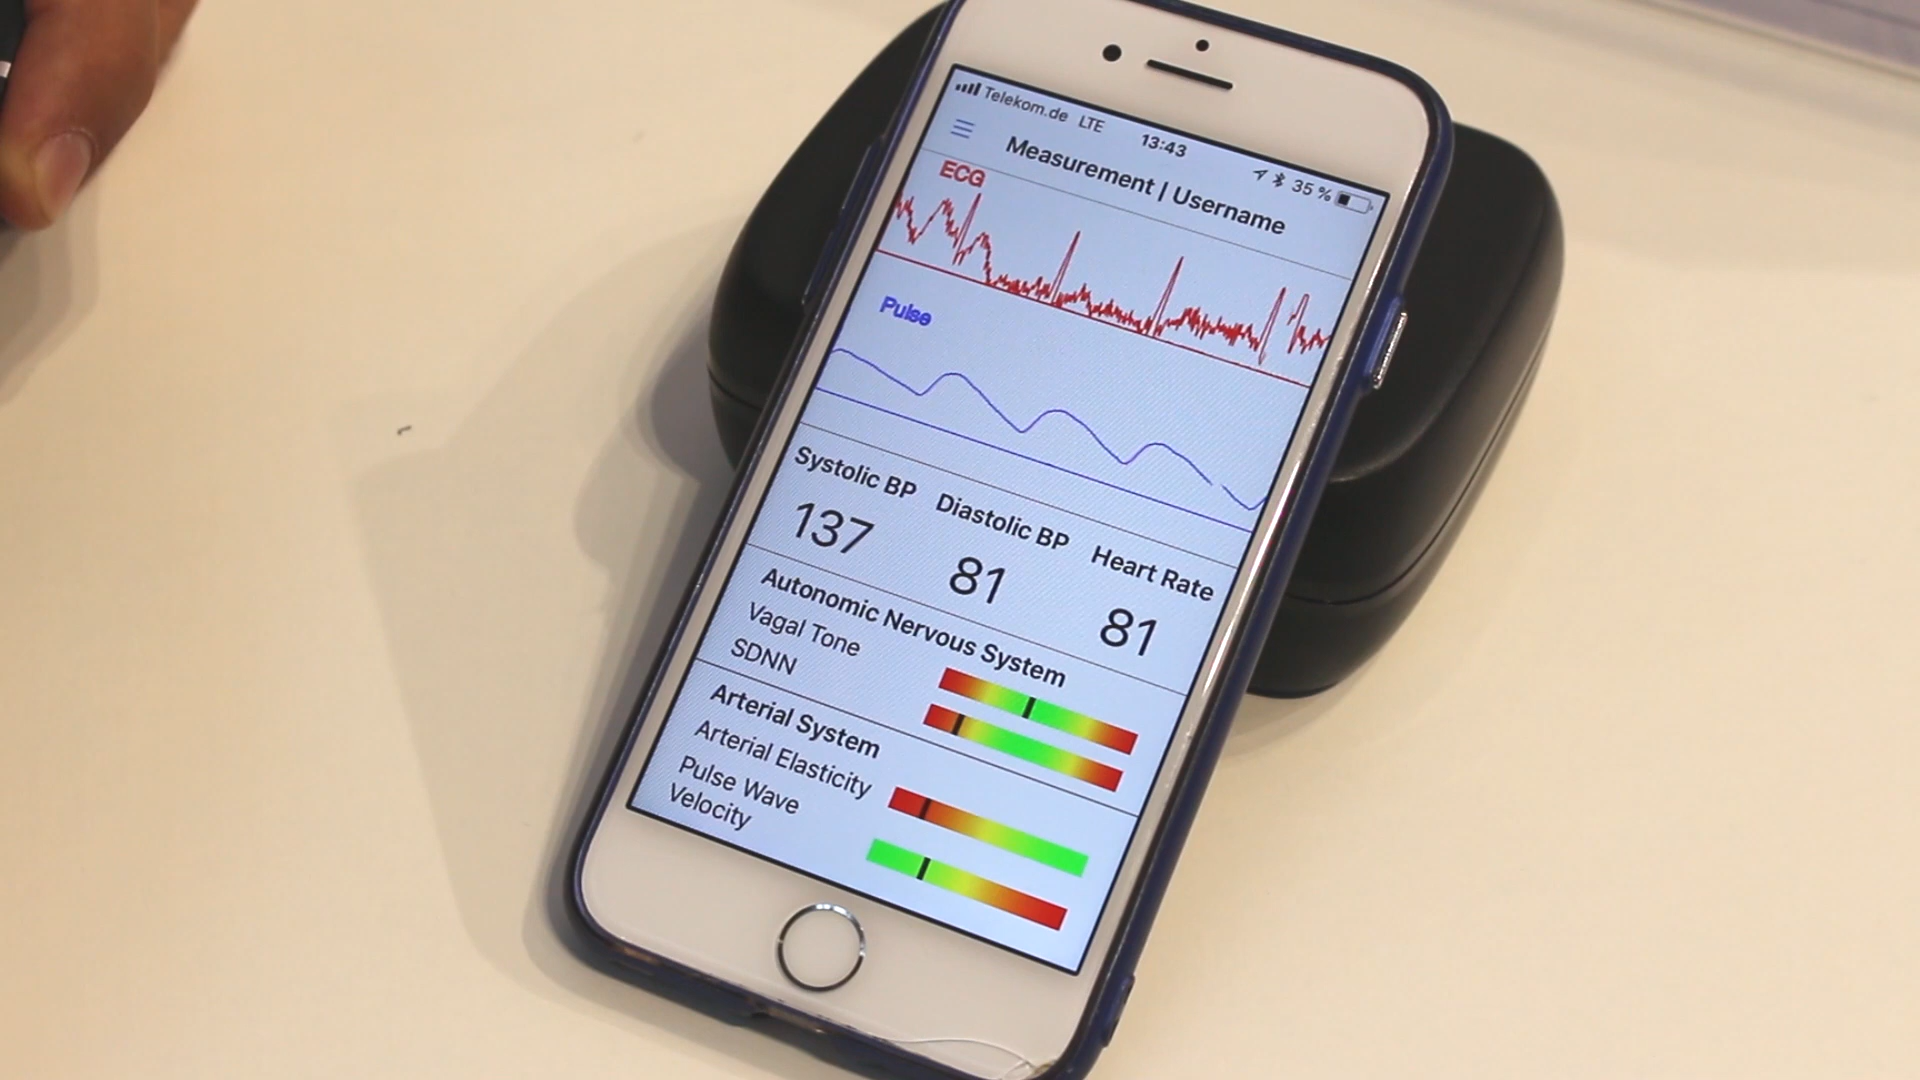 Telekom.de LTE 13:43 35 %
Measurement | Username
ECG
Pulse
Systolic BP Diastolic BP Heart Rate
137 81 81
Autonomic Nervous System
Vagal Tone
SDNN
Arterial System
Arterial Elasticity
Pulse Wave
Velocity